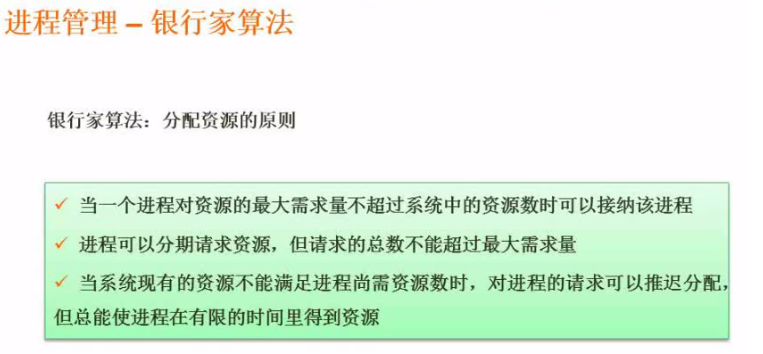 进程管理 – 银行家算法
银行家算法：分配资源的原则
✓ 当一个进程对资源的最大需求量不超过系统中的资源数时可以接纳该进程
✓ 进程可以分期请求资源，但请求的总数不能超过最大需求量
✓ 当系统现有的资源不能满足进程尚需资源数时，对进程的请求可以推迟分配，
但总能使进程在有限的时间里得到资源